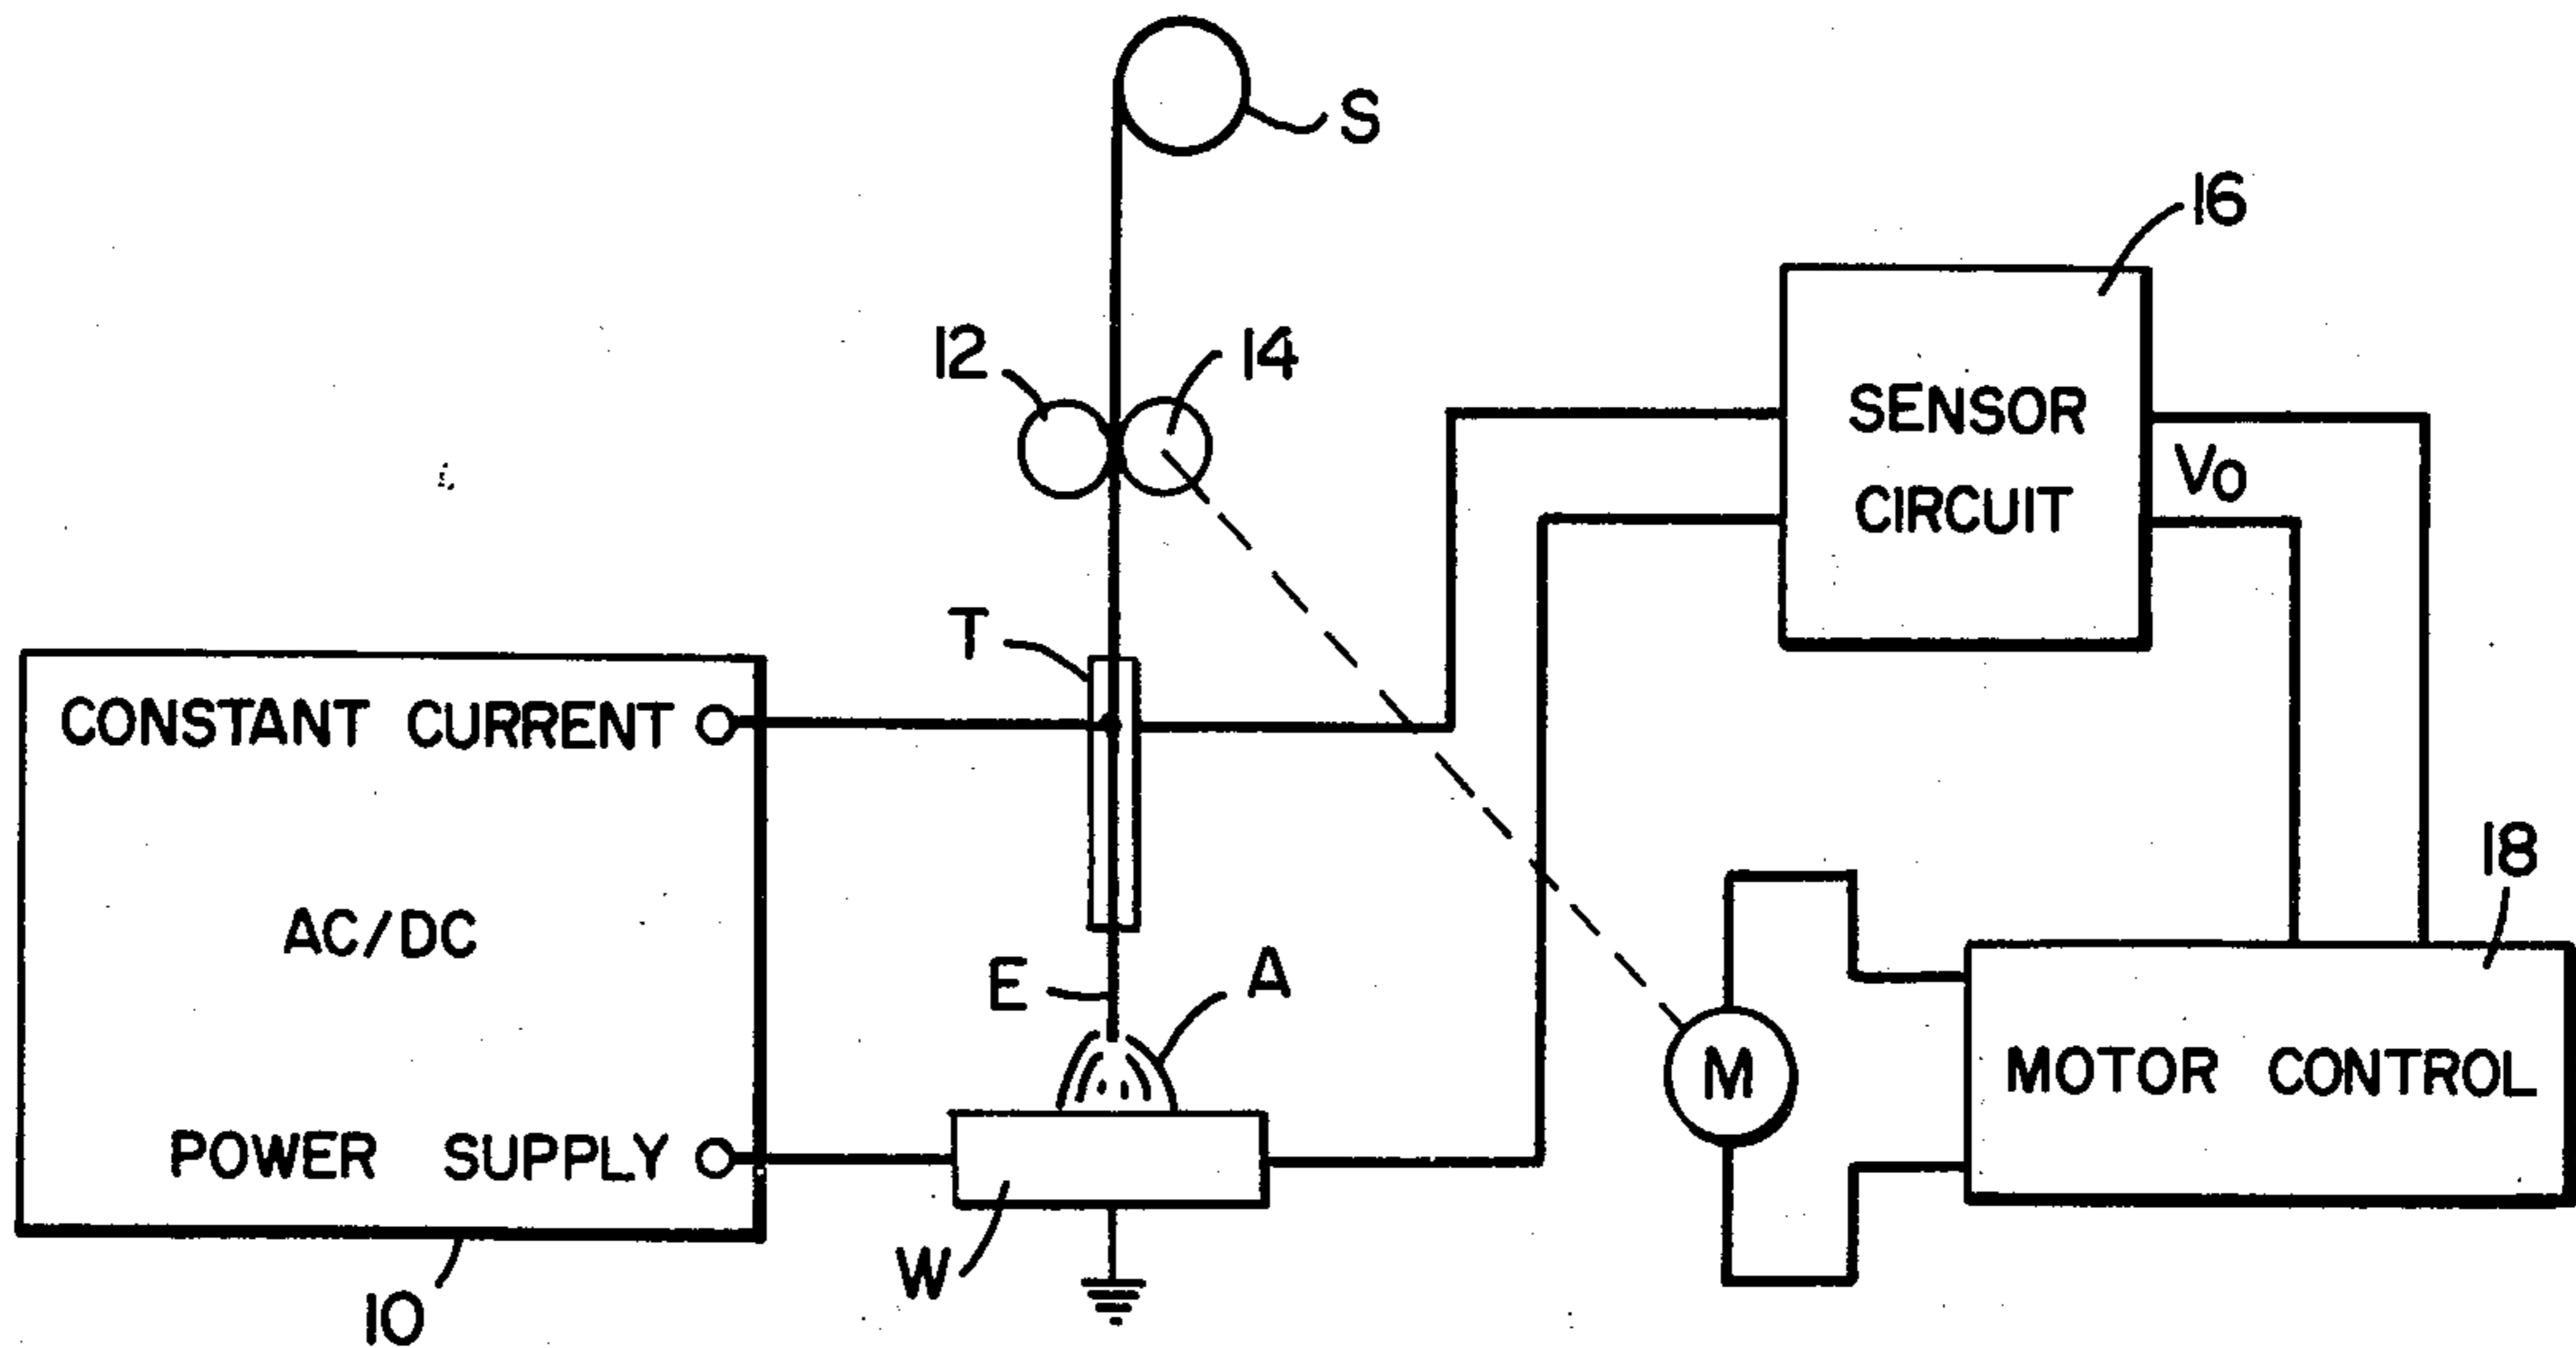 S
16
12
14
SENSOR
CIRCUIT
Vo
T
CONSTANT CURRENT
18
AC/DC
E
A
M
MOTOR CONTROL
POWER SUPPLY
W
10